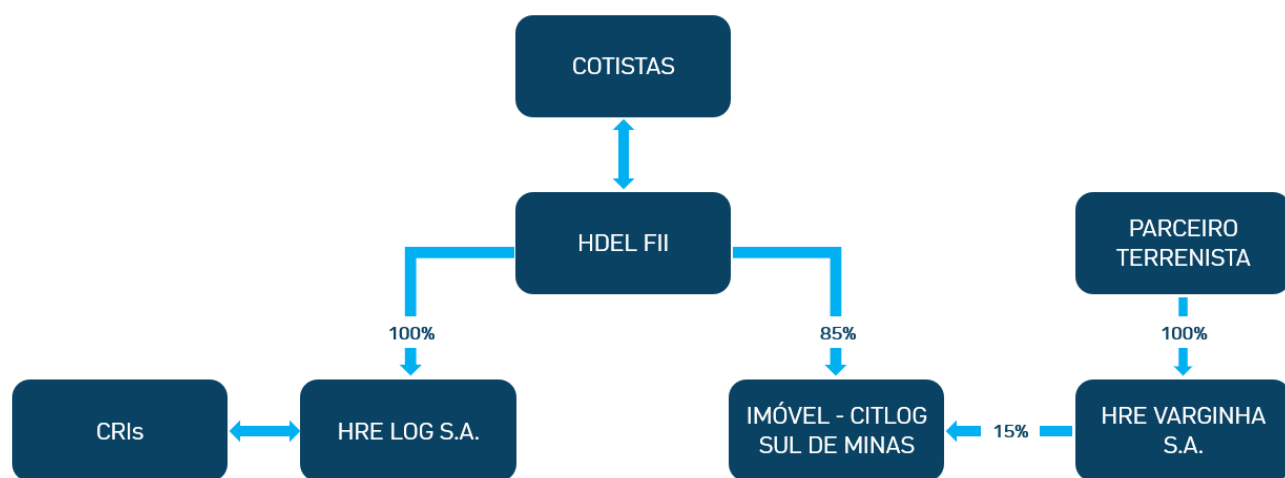 COTISTAS
HDEL FII
PARCEIRO
TERRENISTA
100%
85%
100%
CRIs
HRE LOG S.A.
IMÓVEL - CITLOG
SUL DE MINAS
15%
HRE VARGINHA
S.A.